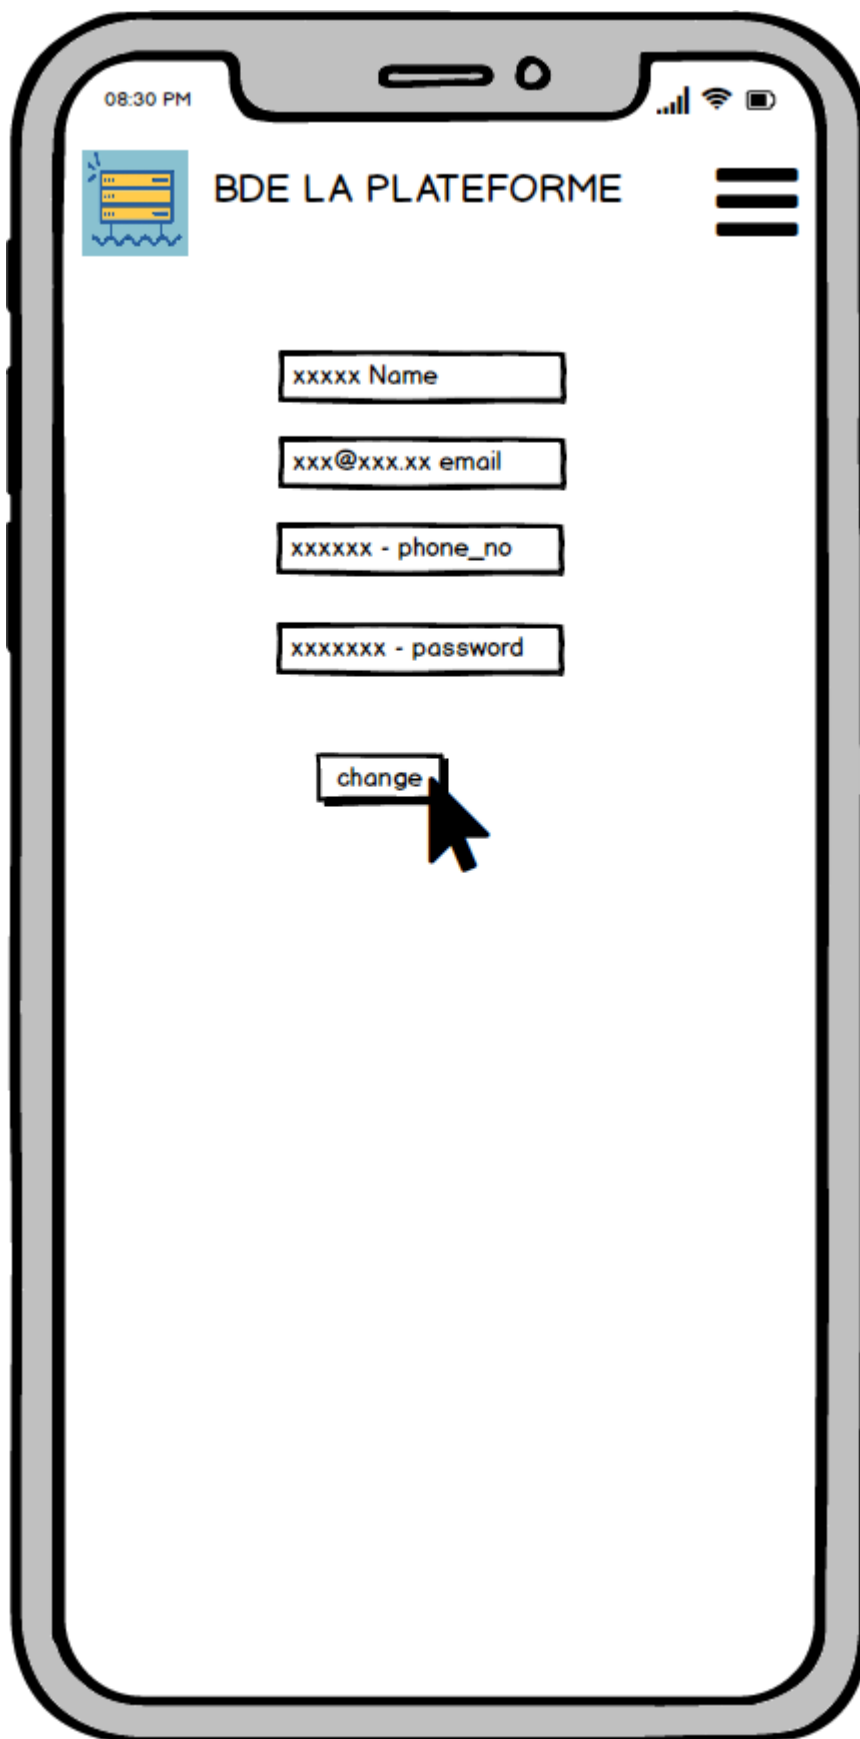 08:30 PM
BDE LA PLATEFORME
xxxxx Name
xxx@xxx.xx email
xxxxxx - phone_no
xxxxxxx - password
change